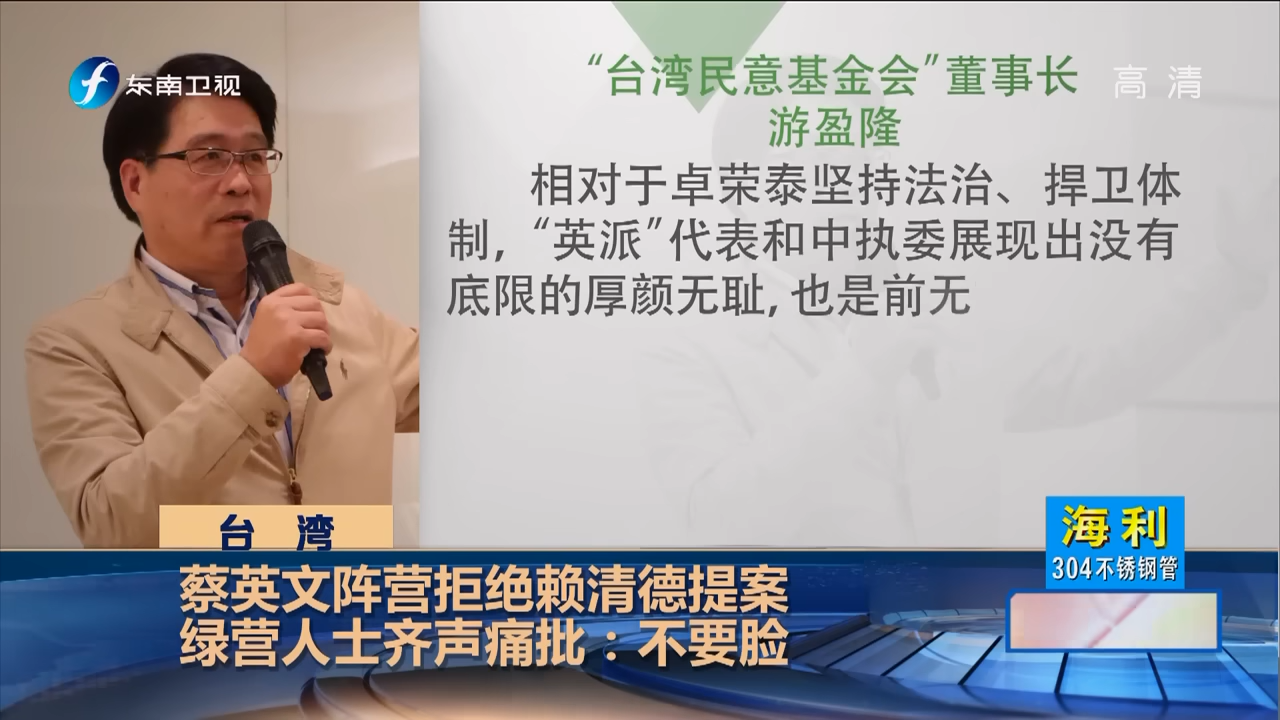 东南卫视
高清
“台湾民意基金会”董事长
游盈隆
相对于卓荣泰坚持法治、捍卫体
制，“英派”代表和中执委展现出没有
底限的厚颜无耻，也是前无
台 湾
蔡英文阵营拒绝赖清德提案
绿营人士齐声痛批：不要脸
海利
304不锈钢管